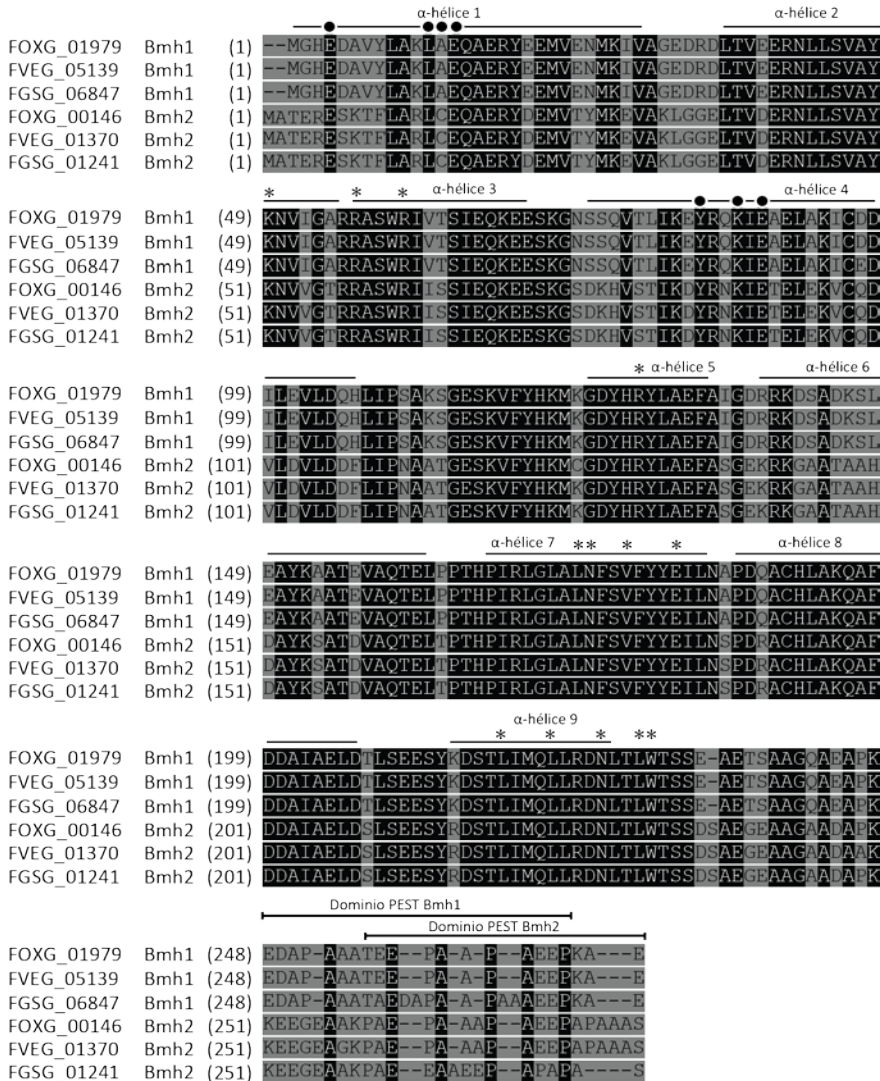 α-hélice 1 α-hélice 2
FOXG_01979 Bmh1 (1) --MGHEDAVYLAKLAEQAERYEEMVENMKIVAGEDRDLTVEERNLLSVAY
FVEG_05139 Bmh1 (1) --MGHEDAVYLAKLAEQAERYEEMVENMKIVAGEDRDLTVEERNLLSVAY
FGSG_06847 Bmh1 (1) --MGHEDAVYLAKLAEQAERYEEMVENMKIVAGEDRDLTVEERNLLSVAY
FOXG_00146 Bmh2 (1) MATERESKTFLARLCEQAERYDEMVTYMKEVAKLGGELTVDERNLLSVAY
FVEG_01370 Bmh2 (1) MATERESKTFLARLCEQAERYDEMVTYMKEVAKLGGELTVDERNLLSVAY
FGSG_01241 Bmh2 (1) MATERESKTFLARLCEQAERYDEMVTYMKEVAKLGGELTVDERNLLSVAY
* * * α-hélice 3 α-hélice 4
FOXG_01979 Bmh1 (49) KNVIGARRASWRIVTSIEQKEESKGNSSQVTLIKEYRQKIEAELAKICDD
FVEG_05139 Bmh1 (49) KNVIGARRASWRIVTSIEQKEESKGNSSQVTLIKEYRNKIEAELAKICDD
FGSG_06847 Bmh1 (49) KNVIGARRASWRIVTSIEQKEESKGNSSQVTLIKEYRNKIEAELAKICED
FOXG_00146 Bmh2 (51) KNVVGTRRASWRIISSIEQKEESKGSDKHVSTIKDYRNKIETELEKVCQD
FVEG_01370 Bmh2 (51) KNVVGTRRASWRIISSIEQKEESKGSDKHVSTIKDYRNKIETELEKVCQD
FGSG_01241 Bmh2 (51) KNVVGTRRASWRIISSIEQKEESKGSDKHVSTIKDYRNKIETELEKVCQD
* α-hélice 5 α-hélice 6
FOXG_01979 Bmh1 (99) ILEVLDQHLIPSAKSGESKVFYHKMKGDYHRYLAEFAIGDRRKDSADKSL
FVEG_05139 Bmh1 (99) ILEVLDQHLIPSAKSGESKVFYHKMKGDYHRYLAEFAIGDRRKDSADKSL
FGSG_06847 Bmh1 (99) ILEVLDQHLIPSAKSGESKVFYHKMKGDYHRYLAEFAIGDRRKDSADKSL
FOXG_00146 Bmh2 (101) VLDVLDDFLIPNAATGESKVFYHKMCGDYHRYLAEFASGEKRKGAATAAH
FVEG_01370 Bmh2 (101) VLDVLDDFLIPNAATGESKVFYHKMCGDYHRYLAEFASGEKRKGAATAAH
FGSG_01241 Bmh2 (101) VLDVLDDFLIPNAATGESKVFYHKMCGDYHRYLAEFASGEKRKGAATAAH
α-hélice 7 ** * * α-hélice 8
FOXG_01979 Bmh1 (149) EAYKAATEVAQTELPPTHPIRLGLALNFSVFYYEILNAPDQACHLAKQAF
FVEG_05139 Bmh1 (149) EAYKAATEVAQTELPPTHPIRLGLALNFSVFYYEILNAPDQACHLAKQAF
FGSG_06847 Bmh1 (149) EAYKAATEVAQTELPPTHPIRLGLALNFSVFYYEILNAPDQACHLAKQAF
FOXG_00146 Bmh2 (151) DAYKSATDVAQTELTPTHPIRLGLALNFSVFYYEILNSPDRACHLAKQAF
FVEG_01370 Bmh2 (151) DAYKSATDVAQTELTPTHPIRLGLALNFSVFYYEILNSPDRACHLAKQAF
FGSG_01241 Bmh2 (151) DAYKSATDVAQTELTPTHPIRLGLALNFSVFYYEILNSPDRACHLAKQAF
α-hélice 9
* * * **
FOXG_01979 Bmh1 (199) DDAIAELDTLSEESYKDSTLIMQLLRDNLTLWTSSE-AETSAAGQAEAPK
FVEG_05139 Bmh1 (199) DDAIAELDTLSEESYKDSTLIMQLLRDNLTLWTSSE-AETSAAGQAEAPK
FGSG_06847 Bmh1 (199) DDAIAELDTLSEESYKDSTLIMQLLRDNLTLWTSSE-AETSAAGQAEAPK
FOXG_00146 Bmh2 (201) DDAIAELDSLSEESYRDSTLIMQLLRDNLTLWTSSDSAEGEAAGAADAPK
FVEG_01370 Bmh2 (201) DDAIAELDSLSEESYRDSTLIMQLLRDNLTLWTSSDSAEGEAAGAADAAK
FGSG_01241 Bmh2 (201) DDAIAELDSLSEESYRDSTLIMQLLRDNLTLWTSSDSAEGEAAGAADAPK
Dominio PEST Bmh1
Dominio PEST Bmh2
FOXG_01979 Bmh1 (248) EDAP-AAATEE--PA-A-P--AEEPKA---E
FVEG_05139 Bmh1 (248) EDAP-AAATEE--PA-A-P--AEEPKA---E
FGSG_06847 Bmh1 (248) EDAP-AAATAEDAPA-A-PAAAEEPKA---E
FOXG_00146 Bmh2 (251) KEEGEAAKPAE--PA-AAP--AEEPAPAAAS
FVEG_01370 Bmh2 (251) KEEGEAGKPAE--PA-AAP--AEEPAPAAAS
FGSG_01241 Bmh2 (251) KEEGEAAKPAE--EAAEEP--APAPA----S